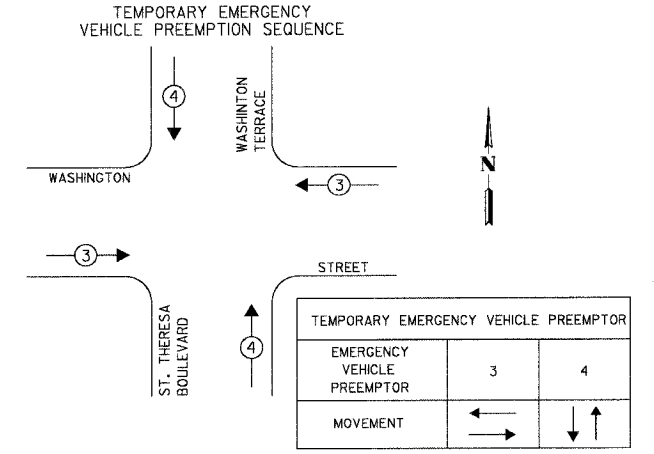 TEMPORARY EMERGENCY
VEHICLE PREEMPTION SEQUENCE
4
WASHINTON
TERRACE
WASHINGTON
3
N
3
STREET
ST. THERESA
BOULEVARD
4
TEMPORARY EMERGENCY VEHICLE PREEMPTOR
EMERGENCY
VEHICLE
PREEMPTOR
3
4
MOVEMENT